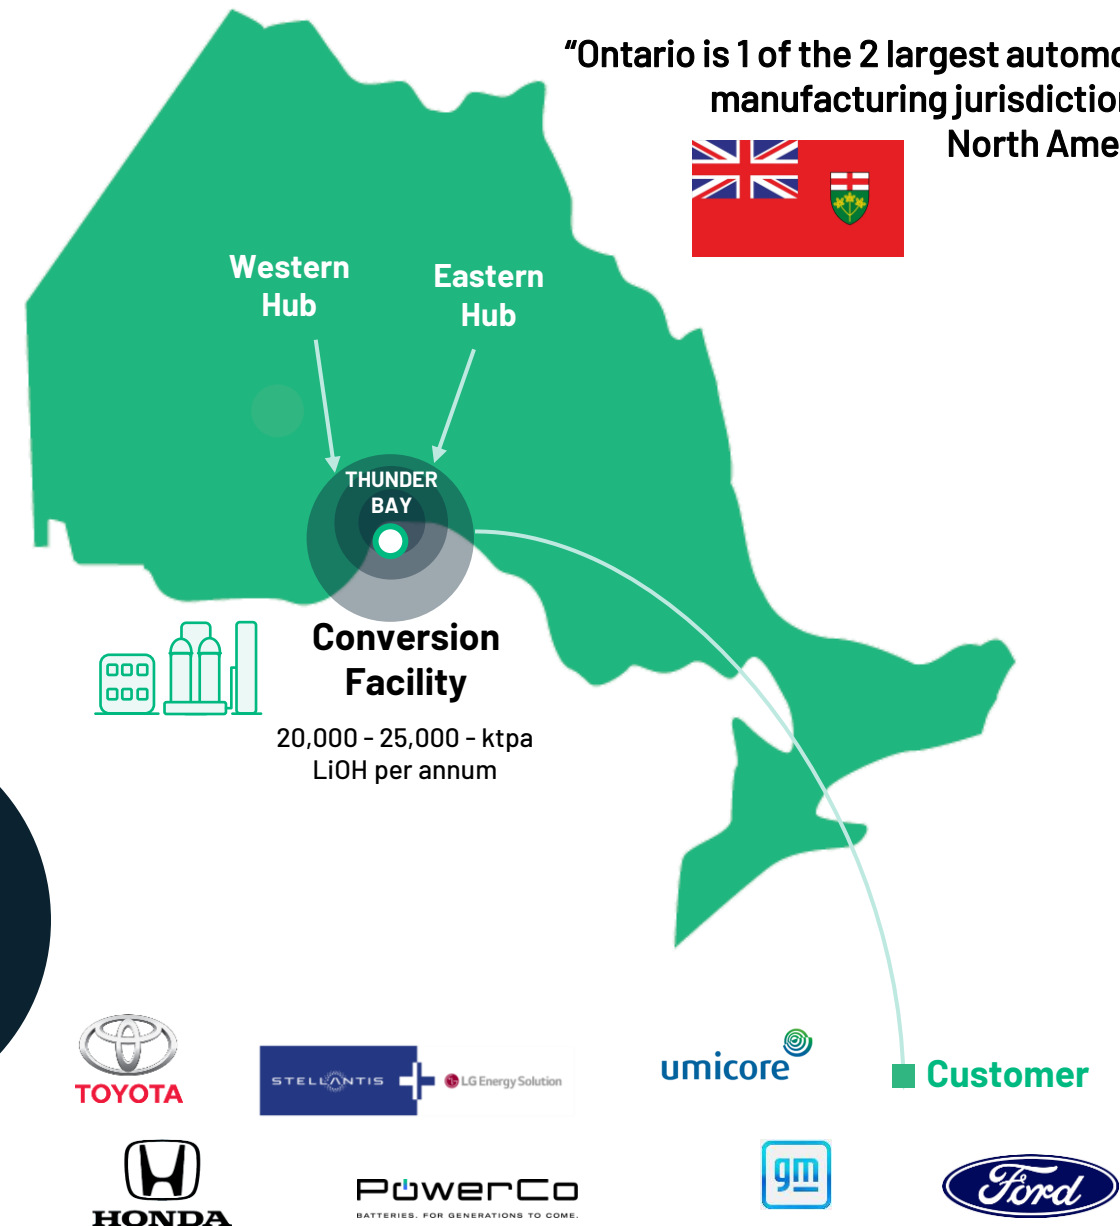 “Ontario is 1 of the 2 largest automo
manufacturing jurisdiction
North Ame
Western
Hub
Eastern
Hub
THUNDER
BAY
Conversion
Facility
20,000 - 25,000 - ktpa
LiOH per annum
TOYOTA
STELLANTIS
LG Energy Solution
umicore
Customer
HONDA
PowerCo
BATTERIES. FOR GENERATIONS TO COME.
gm
Ford